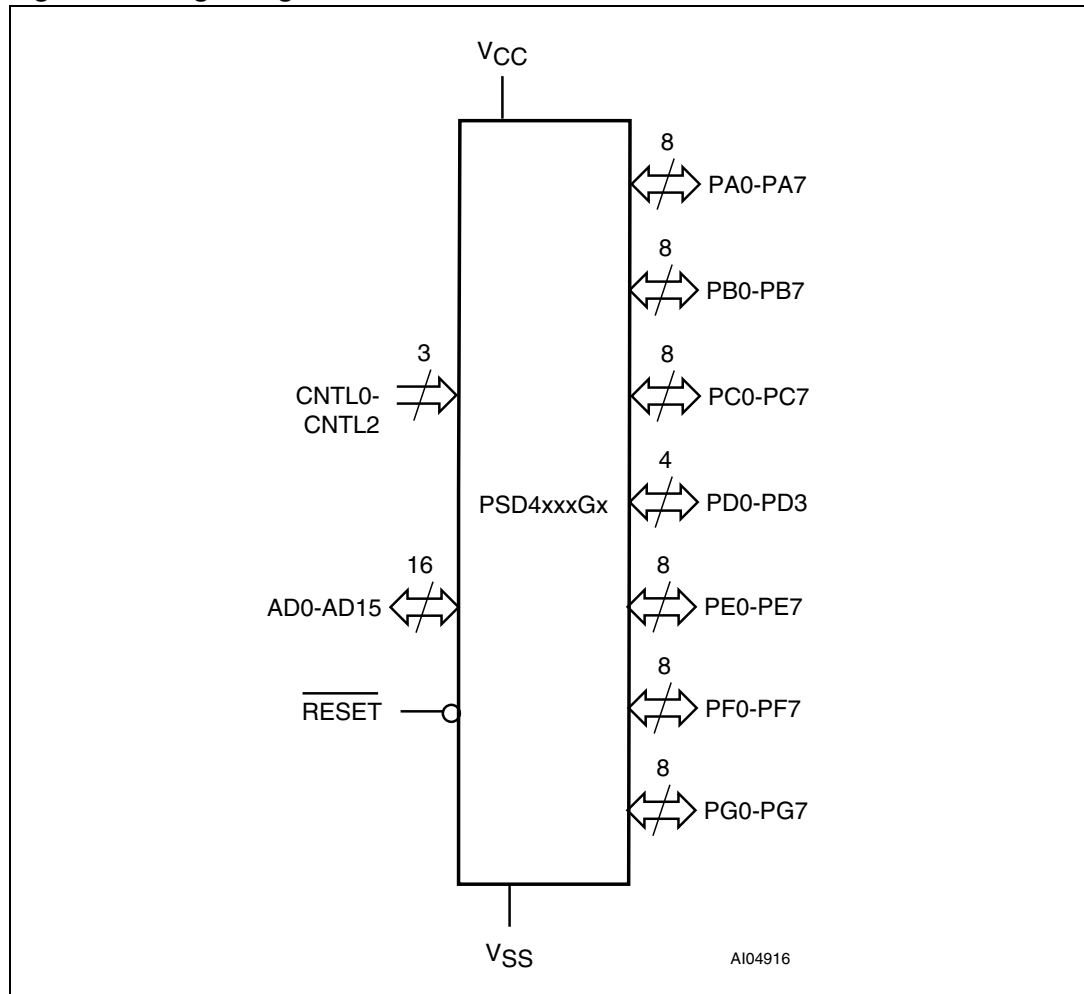 VCC
8
PA0-PA7
8
PB0-PB7
3
CNTL0-
CNTL2
8
PC0-PC7
4
PSD4xxxGx
PD0-PD3
16
AD0-AD15
8
PE0-PE7
RESET
8
PF0-PF7
8
PG0-PG7
VSS
AI04916